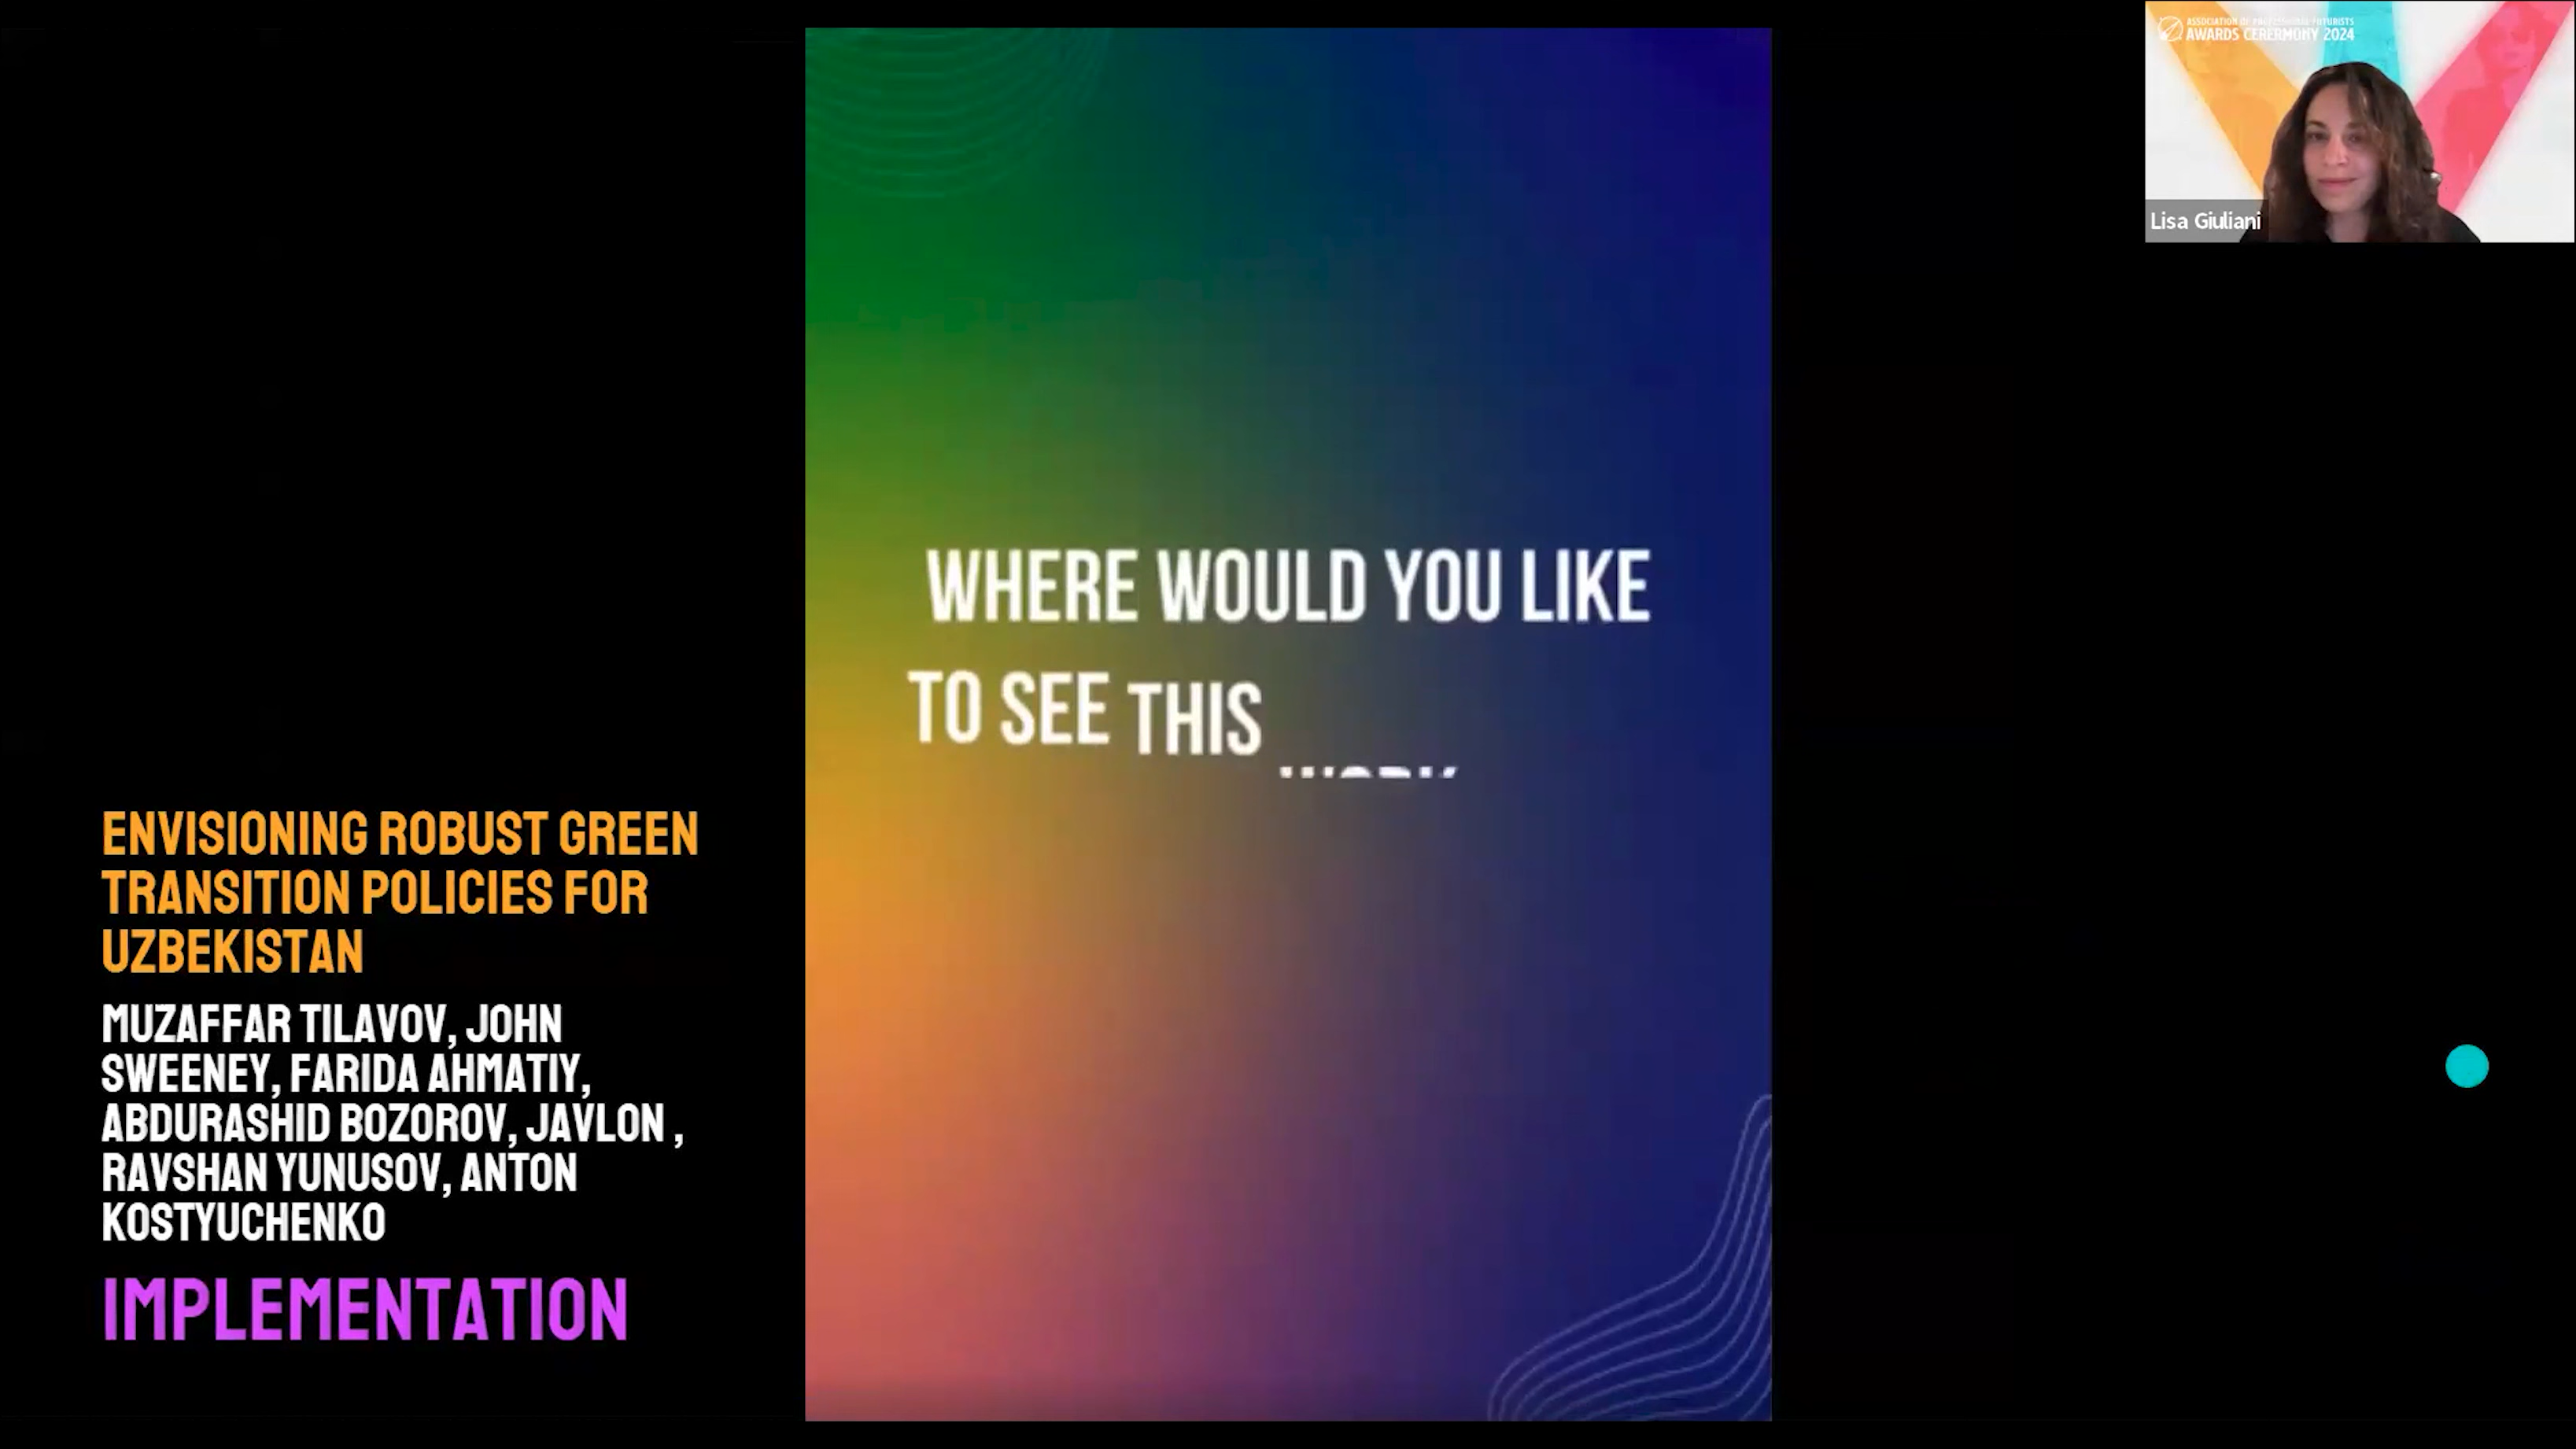 ASSOCIATION OF PROFESSIONAL FUTURISTS
AWARDS CEREMONY 2024
Lisa Giuliani
WHERE WOULD YOU LIKE
TO SEE THIS
ENVISIONING ROBUST GREEN
TRANSITION POLICIES FOR
UZBEKISTAN
MUZAFFAR TILAVOV, JOHN
SWEENEY, FARIDA AHMATIY,
ABDURASHID BOZOROV, JAVLON ,
RAVSHAN YUNUSOV, ANTON
KOSTYUCHENKO
IMPLEMENTATION